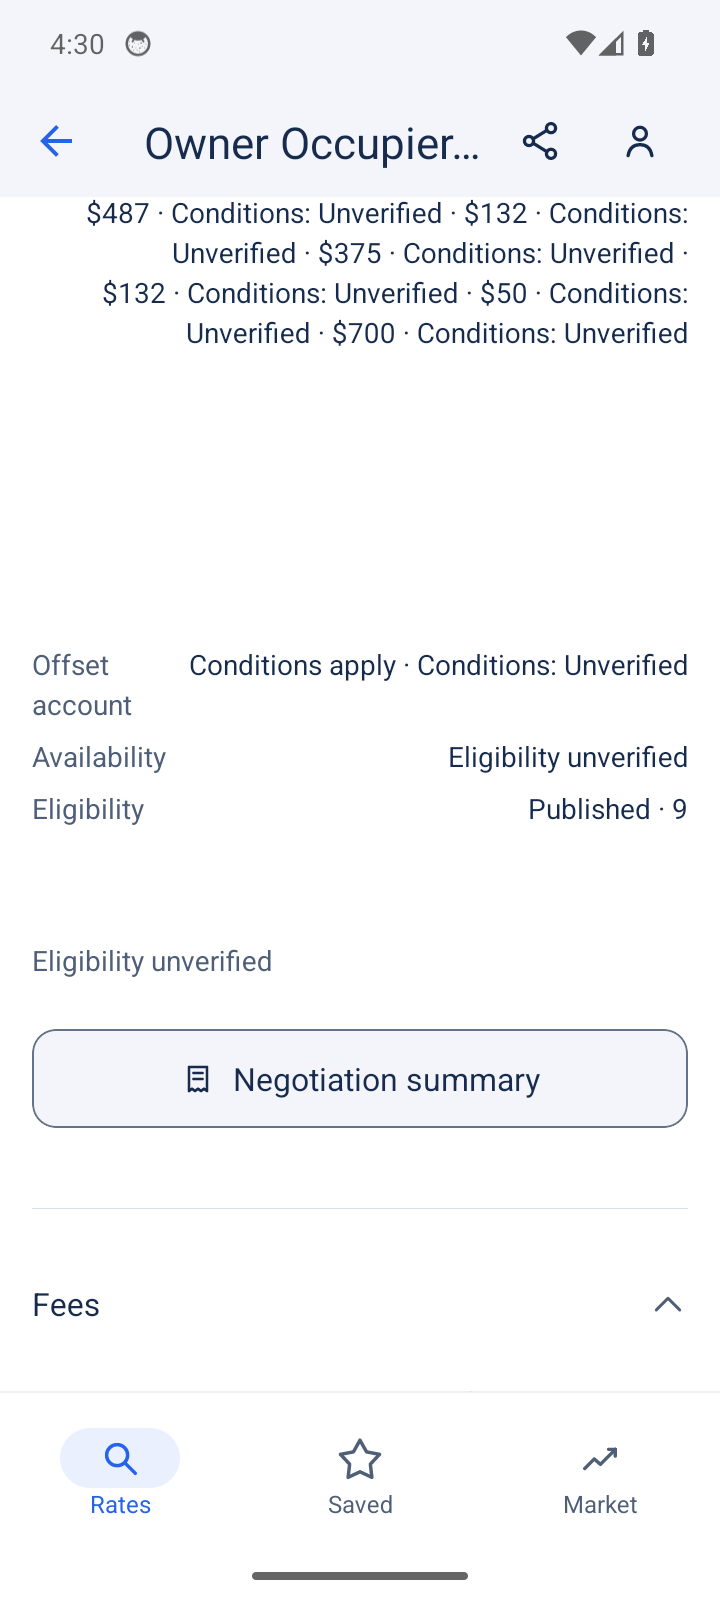 4:30
Owner Occupier...
$487 · Conditions: Unverified · $132 · Conditions:
Unverified · $375 · Conditions: Unverified ·
$132 · Conditions: Unverified · $50 · Conditions:
Unverified · $700 · Conditions: Unverified
Offset account
Conditions apply · Conditions: Unverified
Availability
Eligibility unverified
Eligibility
Published · 9
Eligibility unverified
Negotiation summary
Fees
Rates
Saved
Market